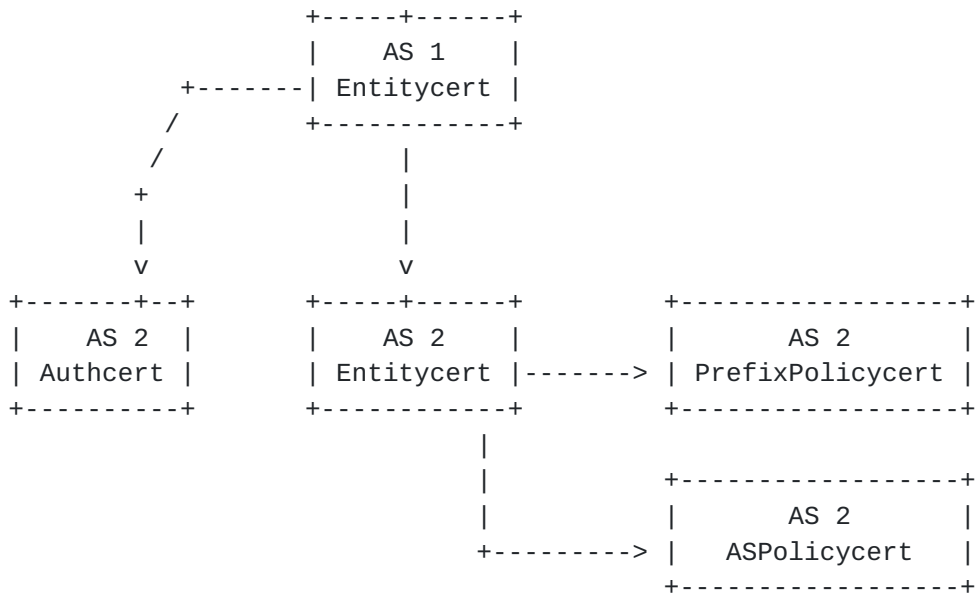 AS 1
Entitycert
AS 2
Authcert
AS 2
Entitycert
AS 2
PrefixPolicycert
AS 2
ASPolicycert